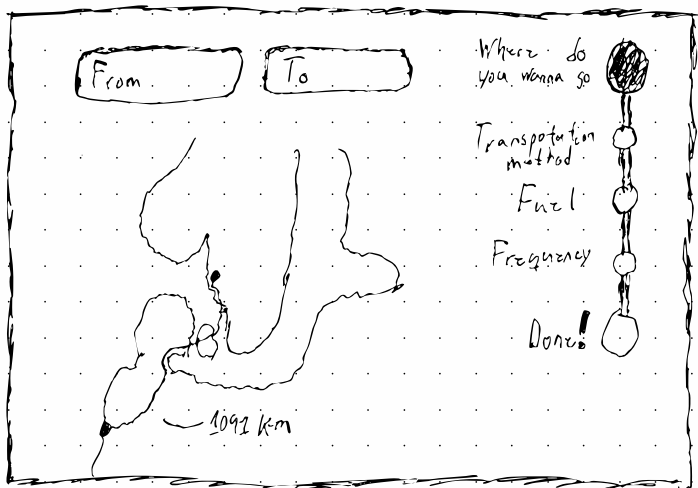 From
To
Where do
you wanna go
Transpotation
method
Fuel
Frequency
Done!
1091 km